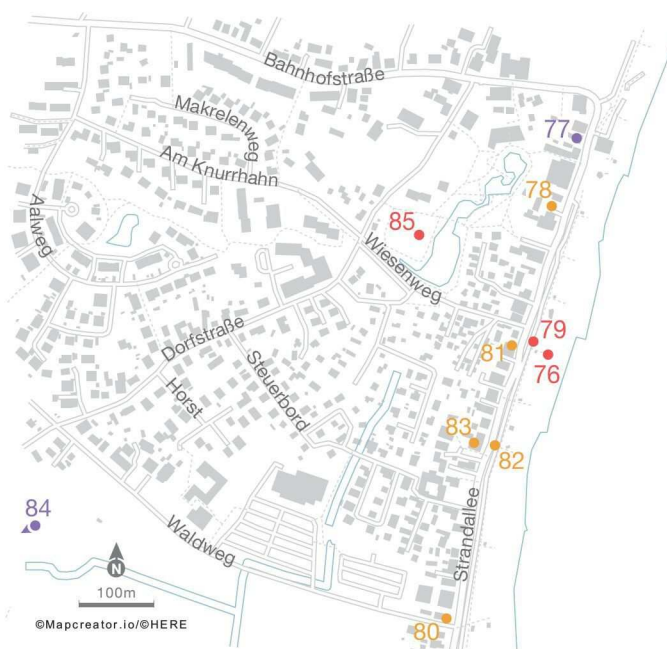 Bahnhofstraße
77
Makrelenweg
Am Knurrhahn
78
Aalweg
85
Wiesenweg
79
81
76
Dorfstraße
Steuerbord
Horst
83
82
84
Strandallee
Waldweg
N
100m
©Mapcreator.io/©HERE
80